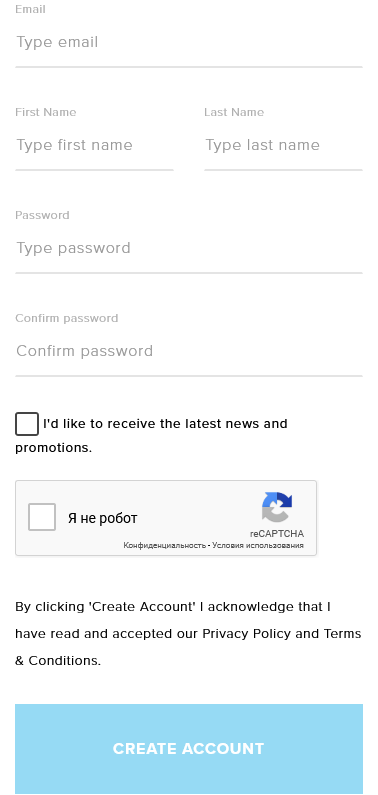 Email
Type email
First Name Last Name
Type first name Type last name
Password
Type password
Confirm password
Confirm password
I'd like to receive the latest news and
promotions.
Я не робот
reCAPTCHA
Конфиденциальность - Условия использования
By clicking 'Create Account' I acknowledge that I
have read and accepted our Privacy Policy and Terms
& Conditions.
CREATE ACCOUNT